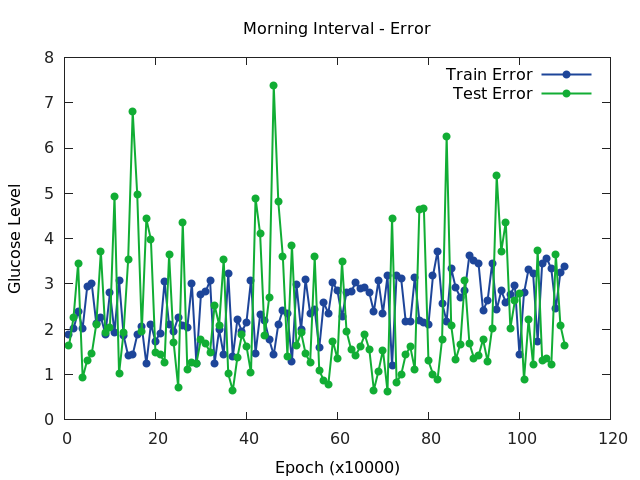 Morning Interval - Error
Train Error
Test Error
8
7
6
5
4
3
2
1
0
Glucose Level
0 20 40 60 80 100 120
Epoch (x10000)